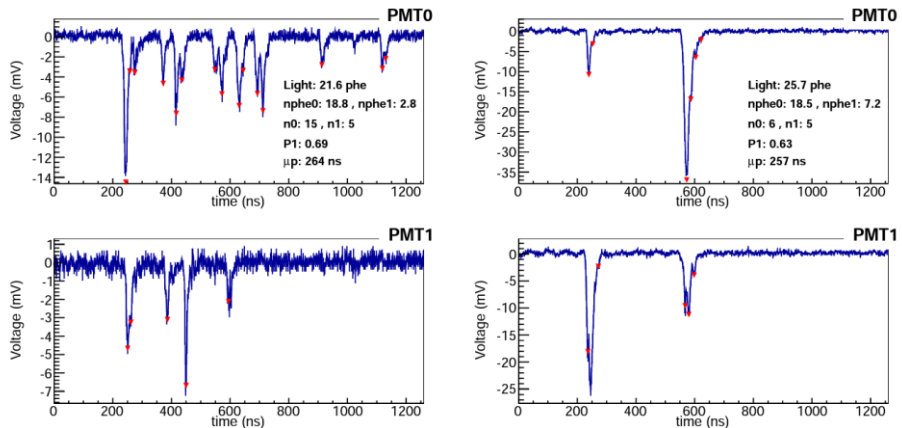 PMT0
Voltage (mV)
0
-2
-4
-6
-8
-10
-12
-14
Light: 21.6 phe
nphe0: 18.8 , nphe1: 2.8
n0: 15 , n1: 5
P1: 0.69
μp: 264 ns
0 200 400 600 800 1000 1200
time (ns)
PMT0
Voltage (mV)
0
-5
-10
-15
-20
-25
-30
-35
Light: 25.7 phe
nphe0: 18.5 , nphe1: 7.2
n0: 6 , n1: 5
P1: 0.63
μp: 257 ns
0 200 400 600 800 1000 1200
time (ns)
PMT1
Voltage (mV)
1
0
-1
-2
-3
-4
-5
-6
-7
0 200 400 600 800 1000 1200
time (ns)
PMT1
Voltage (mV)
0
-5
-10
-15
-20
-25
0 200 400 600 800 1000 1200
time (ns)